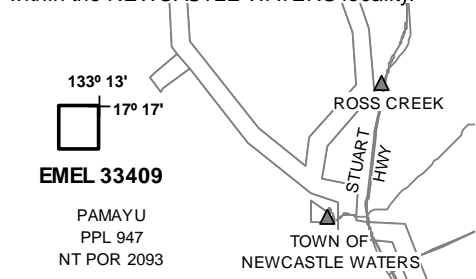 within the NEWCASTLE WATERS locality.
133º 13'
17º 17'
ROSS CREEK
EMEL 33409
STUART
HWY
PAMAYU
PPL 947
NT POR 2093
TOWN OF
NEWCASTLE WATERS